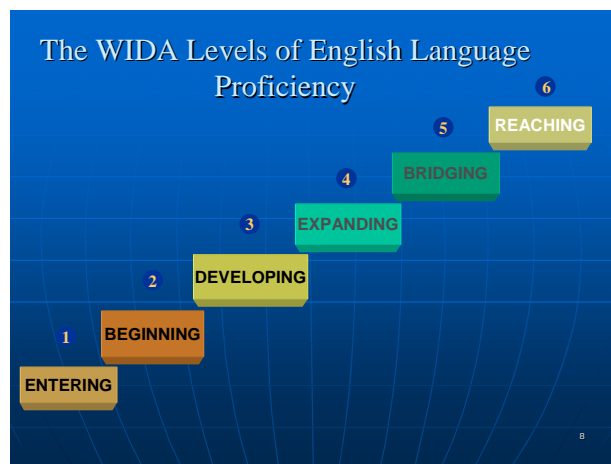 The WIDA Levels of English Language
Proficiency
6
REACHING
5
BRIDGING
4
EXPANDING
3
DEVELOPING
2
BEGINNING
1
ENTERING
8